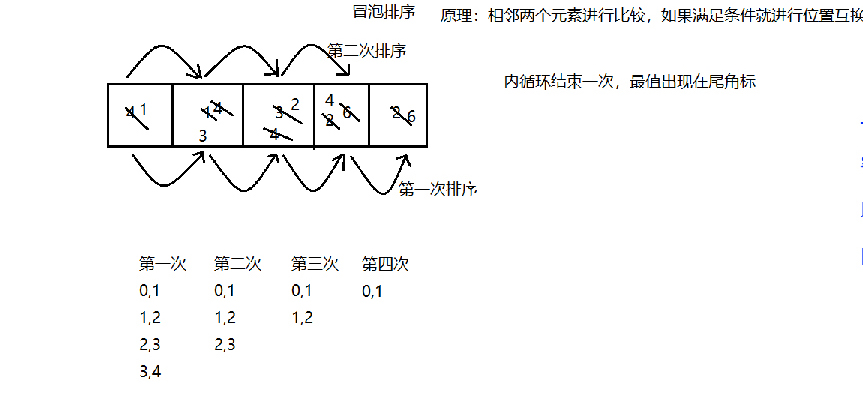 冒泡排序
原理：相邻两个元素进行比较，如果满足条件就进行位置互换
第二次排序
内循环结束一次，最值出现在尾角标
4 1 1 4 3 2 4 6 2 6
3 4 2
第一次排序
第一次 第二次 第三次 第四次
0,1 0,1 0,1 0,1
1,2 1,2 1,2
2,3 2,3
3,4